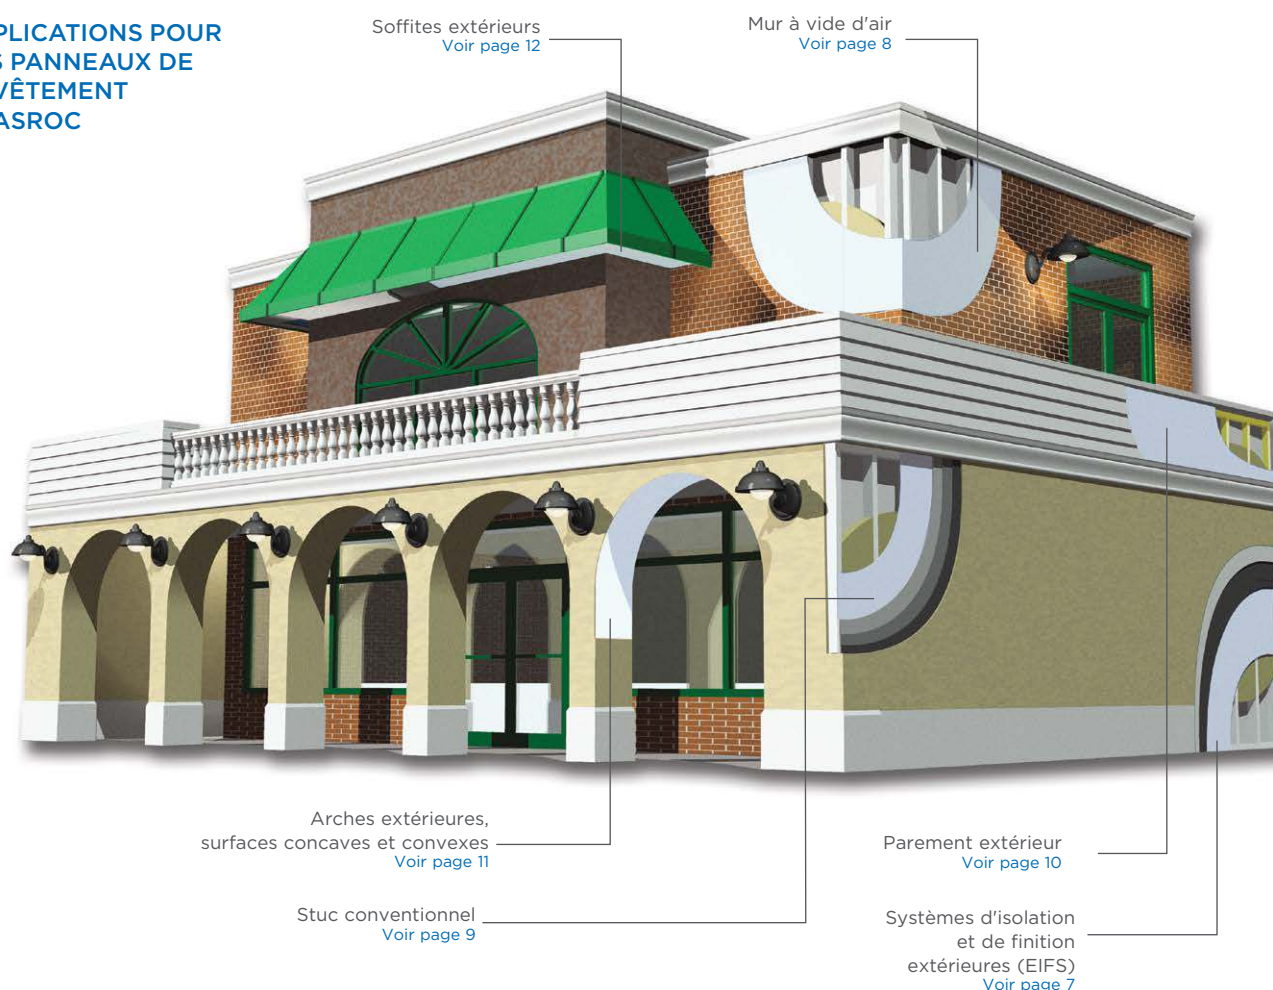 PLICATIONS POUR
S PANNEAUX DE
VÊTEMENT
ASROC
Soffites extérieurs
Voir page 12
Mur à vide d'air
Voir page 8
Arches extérieures,
surfaces concaves et convexes
Voir page 11
Stuc conventionnel
Voir page 9
Parement extérieur
Voir page 10
Systèmes d'isolation
et de finition
extérieures (EIFS)
Voir page 7